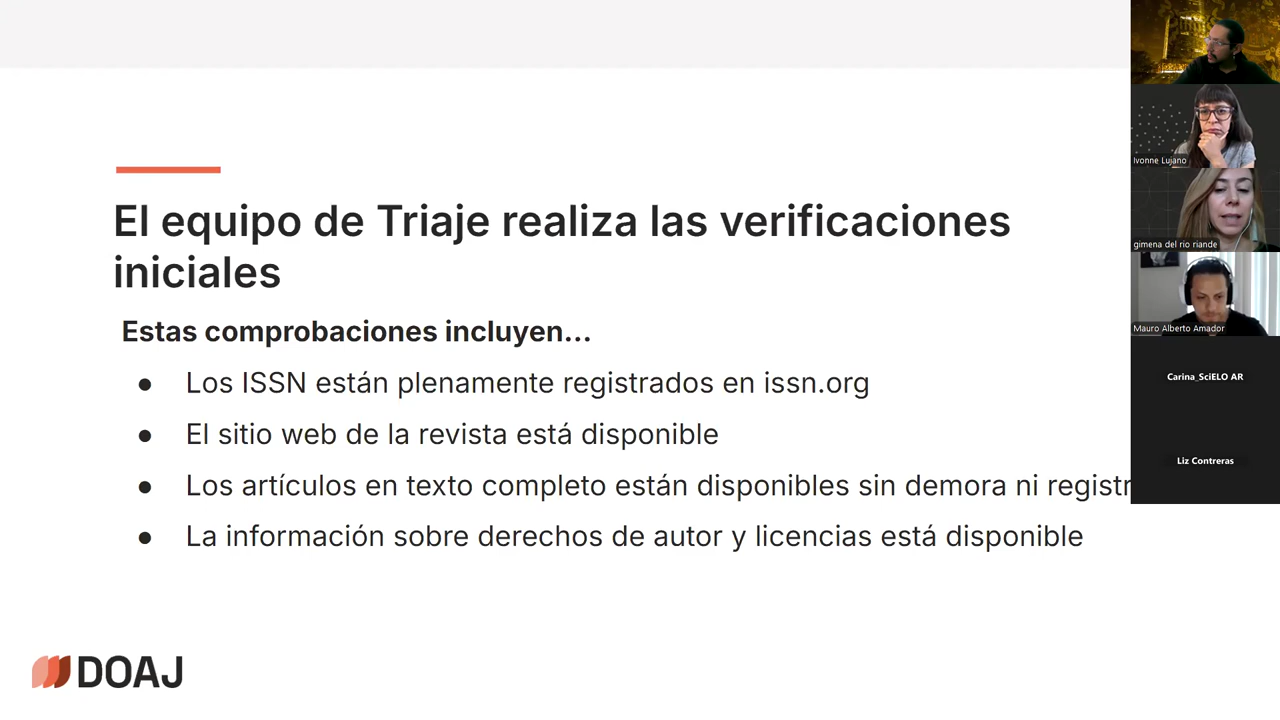 El equipo de Triaje realiza las verificaciones
iniciales
Estas comprobaciones incluyen...
● Los ISSN están plenamente registrados en issn.org
● El sitio web de la revista está disponible
● Los artículos en texto completo están disponibles sin demora ni
● La información sobre derechos de autor y licencias está disponible
DOAJ
Ivonne Lujano
gimena del rio riande
Mauro Alberto Amador
Carina_SciELO AR
Liz Contreras